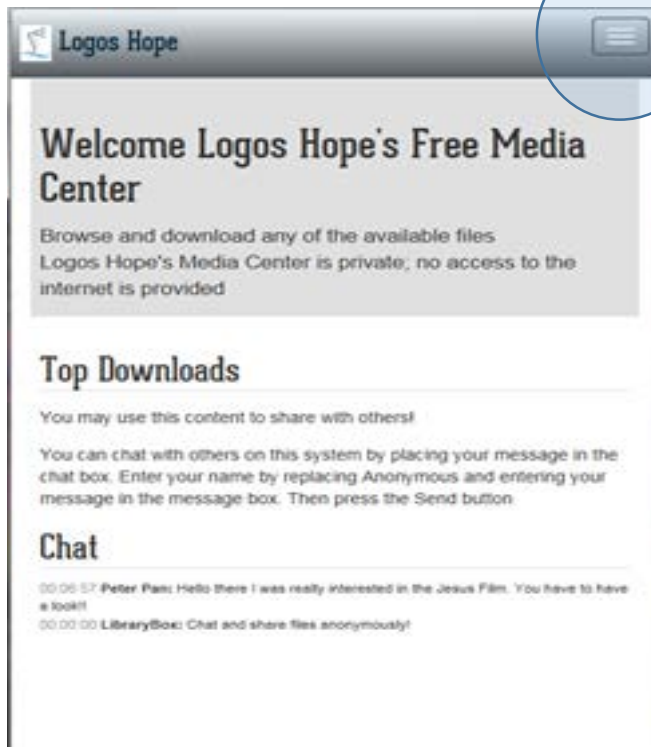 Logos Hope
Welcome Logos Hope's Free Media
Center
Browse and download any of the available files
Logos Hope's Media Center is private; no access to the
internet is provided
Top Downloads
You may use this content to share with others!
You can chat with others on this system by placing your message in the
chat box. Enter your name by replacing Anonymous and entering your
message in the message box. Then press the Send button
Chat
00:06:57 Peter Pan: Hello there I was really interested in the Jesus Film. You have to have
a look!!
00:00:00 LibraryBox: Chat and share files anonymously!